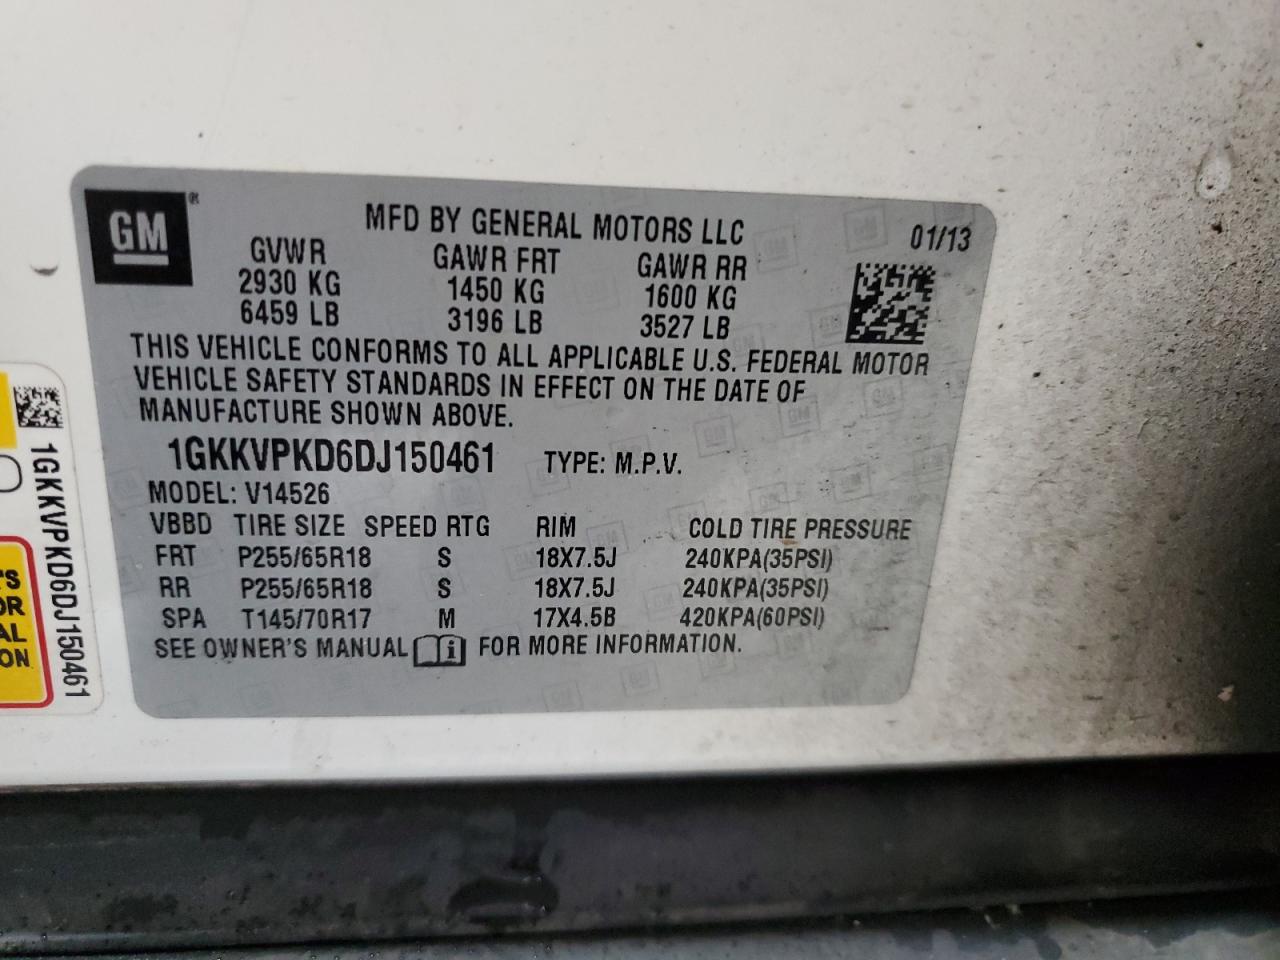 GM®
MFD BY GENERAL MOTORS LLC 01/13
GVWR GAWR FRT GAWR RR
2930 KG 1450 KG 1600 KG
6459 LB 3196 LB 3527 LB
THIS VEHICLE CONFORMS TO ALL APPLICABLE U.S. FEDERAL MOTOR
VEHICLE SAFETY STANDARDS IN EFFECT ON THE DATE OF
MANUFACTURE SHOWN ABOVE.
1GKKVPKD6DJ150461 TYPE: M.P.V.
MODEL: V14526
VBBD TIRE SIZE SPEED RTG RIM COLD TIRE PRESSURE
FRT P255/65R18 S 18X7.5J 240KPA(35PSI)
RR P255/65R18 S 18X7.5J 240KPA(35PSI)
SPA T145/70R17 M 17X4.5B 420KPA(60PSI)
SEE OWNER'S MANUAL FOR MORE INFORMATION.
1GKKVPKD6DJ150461